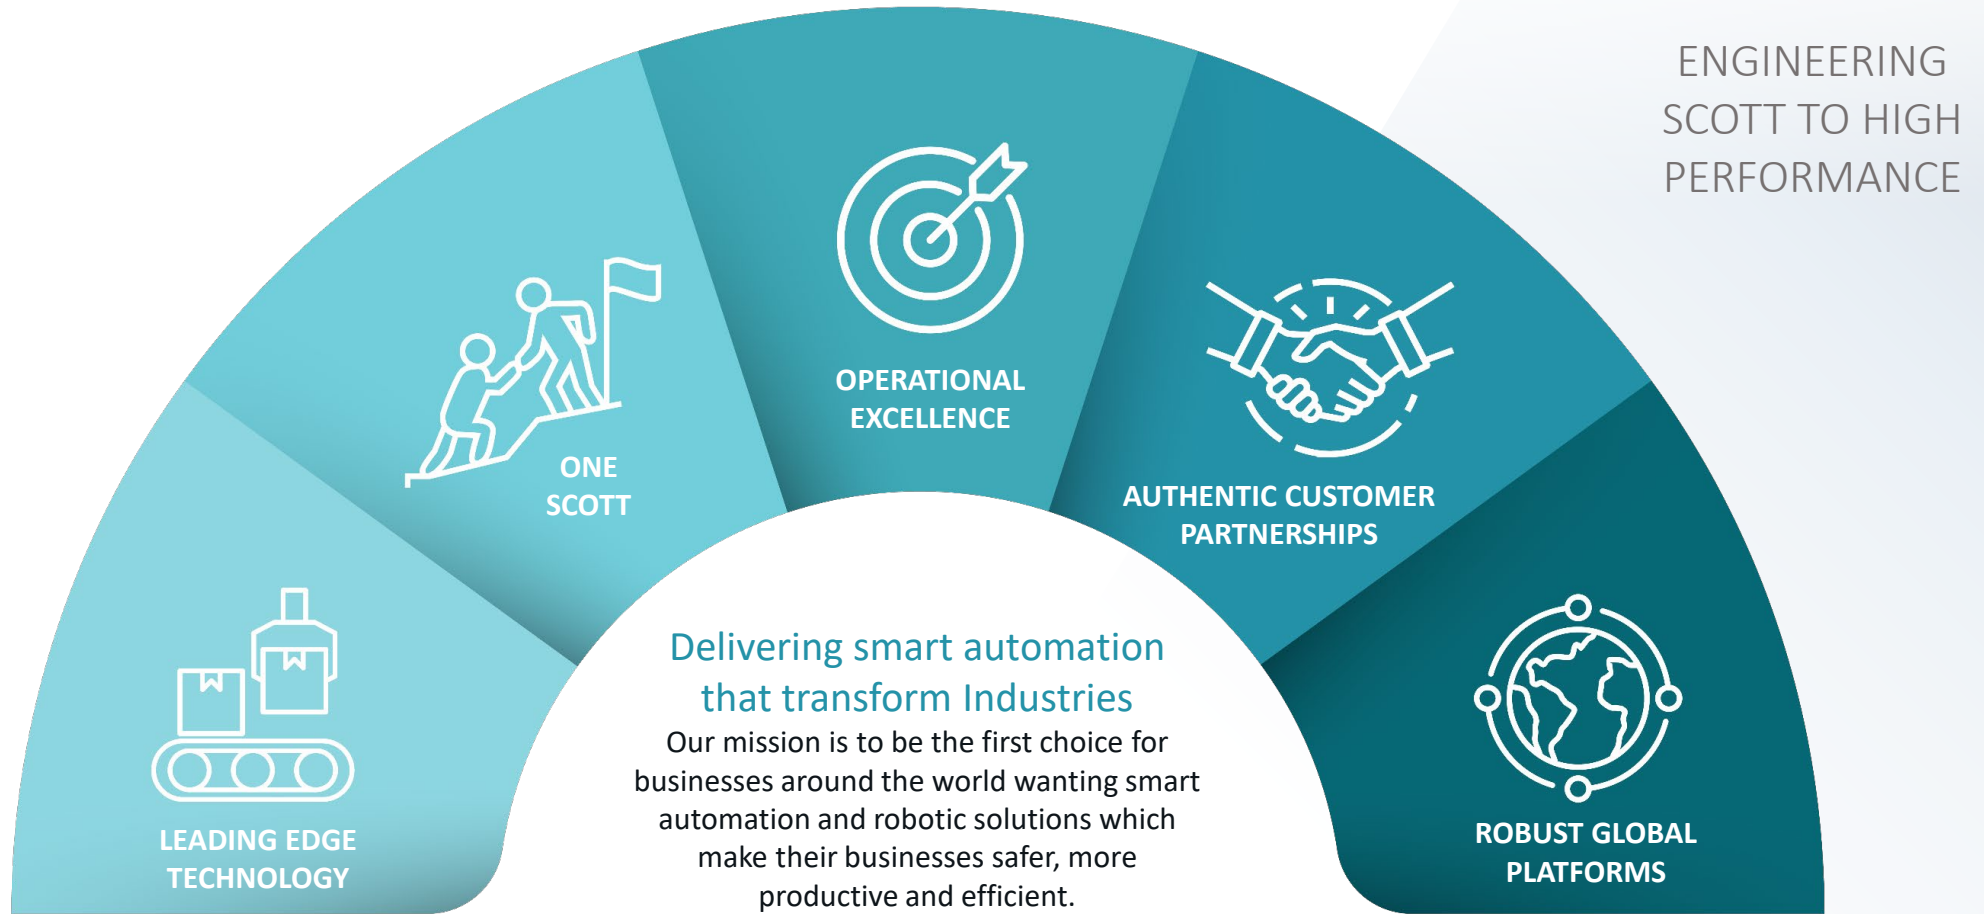 ENGINEERING
SCOTT TO HIGH
PERFORMANCE
OPERATIONAL
EXCELLENCE
ONE
SCOTT
AUTHENTIC CUSTOMER
PARTNERSHIPS
LEADING EDGE
TECHNOLOGY
ROBUST GLOBAL
PLATFORMS
Delivering smart automation
that transform Industries
Our mission is to be the first choice for
businesses around the world wanting smart
automation and robotic solutions which
make their businesses safer, more
productive and efficient.